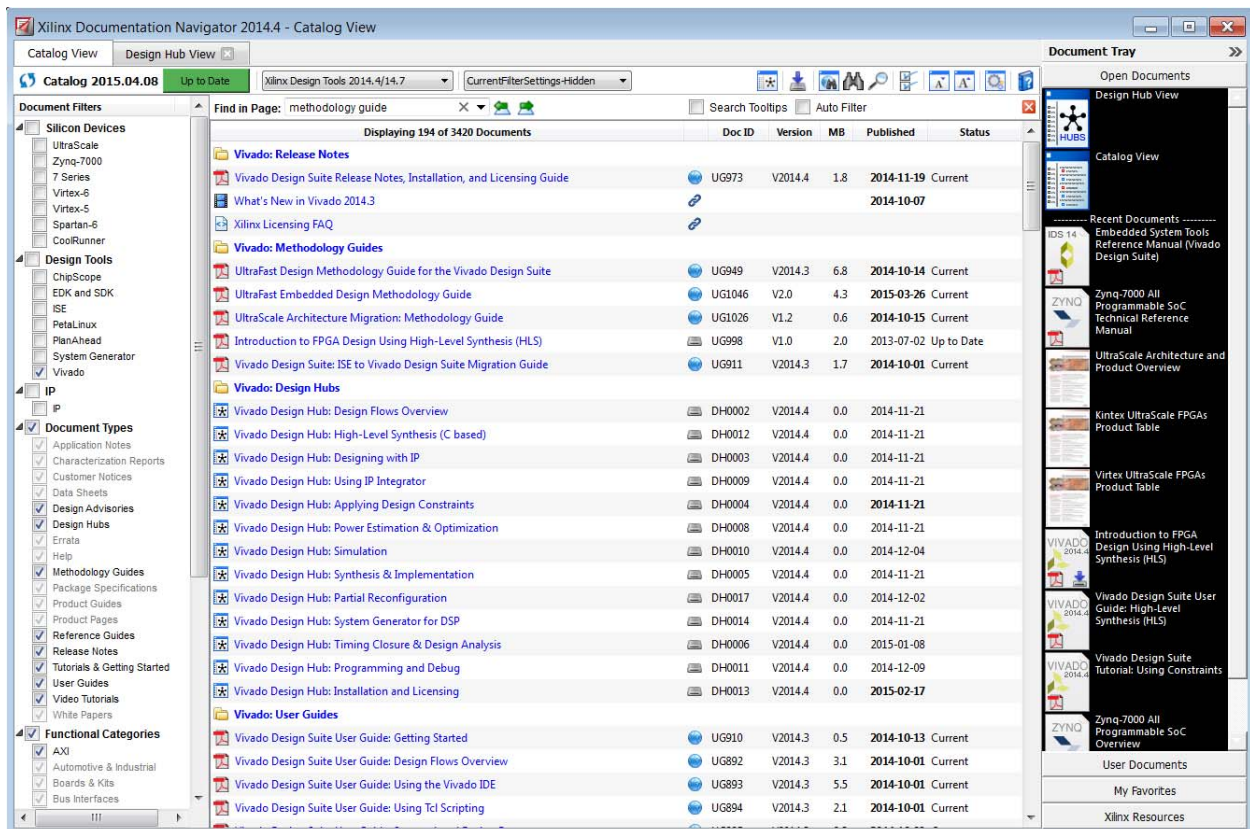 Xilinx Documentation Navigator 2014.4 - Catalog View
Catalog View
Design Hub View
Catalog 2015.04.08
Up to Date
Xilinx Design Tools 2014.4/14.7
CurrentFilterSettings-Hidden
Document Filters
Silicon Devices
UltraScale
Zynq-7000
7 Series
Virtex-6
Virtex-5
Spartan-6
CoolRunner
Design Tools
ChipScope
EDK and SDK
ISE
PetaLinux
PlanAhead
System Generator
Vivado
IP
IP
Document Types
Application Notes
Characterization Reports
Customer Notices
Data Sheets
Design Advisories
Design Hubs
Errata
Help
Methodology Guides
Package Specifications
Product Guides
Product Pages
Reference Guides
Release Notes
Tutorials & Getting Started
User Guides
Video Tutorials
White Papers
Functional Categories
AXI
Automotive & Industrial
Boards & Kits
Bus Interfaces
Find in Page: methodology guide
Search Tooltips
Auto Filter
Displaying 194 of 3420 Documents Doc ID Version MB Published Status
Vivado: Release Notes
Vivado Design Suite Release Notes, Installation, and Licensing Guide UG973 V2014.4 1.8 2014-11-19 Current
What's New in Vivado 2014.3 2014-10-07
Xilinx Licensing FAQ
Vivado: Methodology Guides
UltraFast Design Methodology Guide for the Vivado Design Suite UG949 V2014.3 6.8 2014-10-14 Current
UltraFast Embedded Design Methodology Guide UG1046 V2.0 4.3 2015-03-26 Current
UltraScale Architecture Migration: Methodology Guide UG1026 V1.2 0.6 2014-10-15 Current
Introduction to FPGA Design Using High-Level Synthesis (HLS) UG998 V1.0 2.0 2013-07-02 Up to Date
Vivado Design Suite: ISE to Vivado Design Suite Migration Guide UG911 V2014.3 1.7 2014-10-01 Current
Vivado: Design Hubs
Vivado Design Hub: Design Flows Overview DH0002 V2014.4 0.0 2014-11-21
Vivado Design Hub: High-Level Synthesis (C based) DH0012 V2014.4 0.0 2014-11-21
Vivado Design Hub: Designing with IP DH0003 V2014.4 0.0 2014-11-21
Vivado Design Hub: Using IP Integrator DH0009 V2014.4 0.0 2014-11-21
Vivado Design Hub: Applying Design Constraints DH0004 V2014.4 0.0 2014-11-21
Vivado Design Hub: Power Estimation & Optimization DH0008 V2014.4 0.0 2014-11-21
Vivado Design Hub: Simulation DH0010 V2014.4 0.0 2014-12-04
Vivado Design Hub: Synthesis & Implementation DH0005 V2014.4 0.0 2014-11-21
Vivado Design Hub: Partial Reconfiguration DH0017 V2014.4 0.0 2014-12-02
Vivado Design Hub: System Generator for DSP DH0014 V2014.4 0.0 2014-11-21
Vivado Design Hub: Timing Closure & Design Analysis DH0006 V2014.4 0.0 2015-01-08
Vivado Design Hub: Programming and Debug DH0011 V2014.4 0.0 2014-12-09
Vivado Design Hub: Installation and Licensing DH0013 V2014.4 0.0 2015-02-17
Vivado: User Guides
Vivado Design Suite User Guide: Getting Started UG910 V2014.3 0.5 2014-10-13 Current
Vivado Design Suite User Guide: Design Flows Overview UG892 V2014.3 3.1 2014-10-01 Current
Vivado Design Suite User Guide: Using the Vivado IDE UG893 V2014.3 5.5 2014-10-01 Current
Vivado Design Suite User Guide: Using Tcl Scripting UG894 V2014.3 2.1 2014-10-01 Current
Document Tray
Open Documents
Design Hub View
HUBS
Catalog View
--------- Recent Documents ---------
IDS 14
Embedded System Tools
Reference Manual (Vivado
Design Suite)
ZYNQ
Zynq-7000 All
Programmable SoC
Technical Reference
Manual
UltraScale Architecture and
Product Overview
Kintex UltraScale FPGAs
Product Table
Virtex UltraScale FPGAs
Product Table
VIVADO
2014.4
Introduction to FPGA
Design Using High-Level
Synthesis (HLS)
VIVADO
2014.4
Vivado Design Suite User
Guide: High-Level
Synthesis (HLS)
VIVADO
2014.4
Vivado Design Suite
Tutorial: Using Constraints
ZYNQ
Zynq-7000 All
Programmable SoC
Overview
User Documents
My Favorites
Xilinx Resources